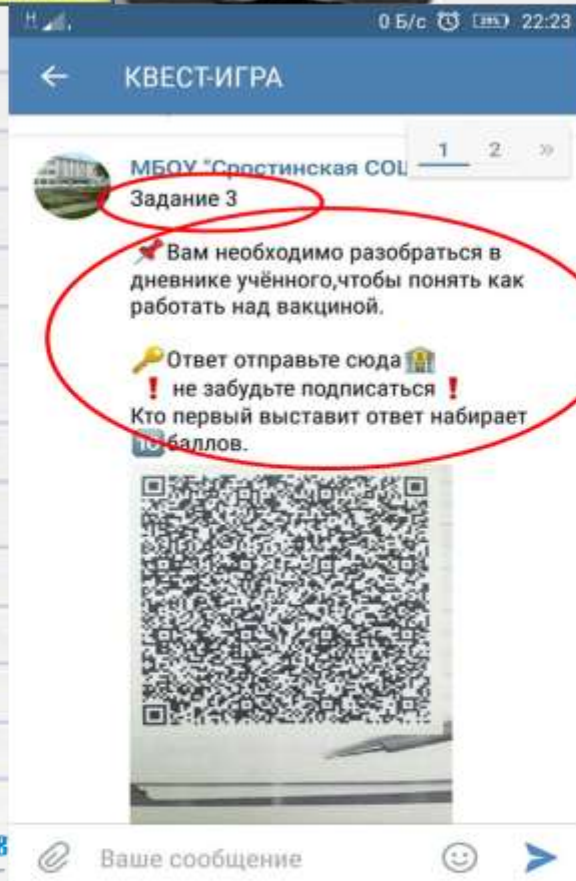 0 Б/с 22:23
КВЕСТ-ИГРА
1 2 »
МБОУ "Сростинская СОШ
Задание 3
Вам необходимо разобраться в
дневнике учённого,чтобы понять как
работать над вакциной.
Ответ отправьте сюда
не забудьте подписаться
Кто первый выставит ответ набирает
10 баллов.
Ваше сообщение